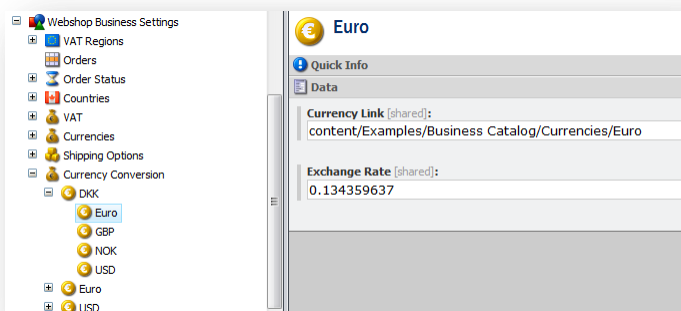 Webshop Business Settings
VAT Regions
Orders
Order Status
Countries
VAT
Currencies
Shipping Options
Currency Conversion
DKK
Euro
GBP
NOK
USD
Euro
USD
Euro
Quick Info
Data
Currency Link [shared]:
content/Examples/Business Catalog/Currencies/Euro
Exchange Rate [shared]:
0.134359637